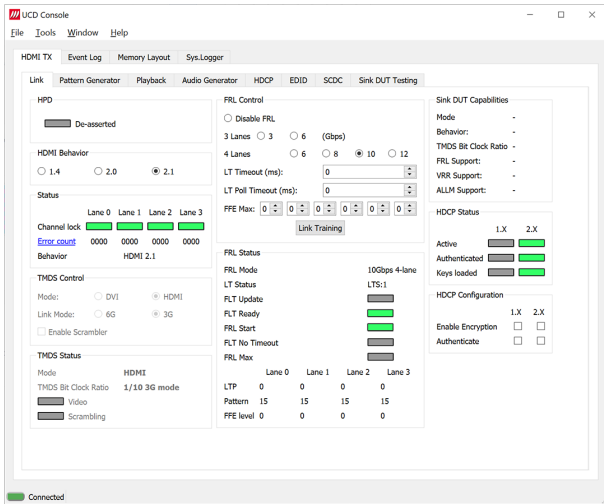 UCD Console
File Tools Window Help
HDMI TX Event Log Memory Layout Sys.Logger
Link Pattern Generator Playback Audio Generator HDCP EDID SCDC Sink DUT Testing
HPD
De-asserted
HDMI Behavior
1.4 2.0 2.1
Status
Lane 0 Lane 1 Lane 2 Lane 3
Channel lock
Error count 0000 0000 0000 0000
Behavior HDMI 2.1
TMDS Control
Mode: DVI HDMI
Link Mode: 6G 3G
Enable Scrambler
TMDS Status
Mode HDMI
TMDS Bit Clock Ratio 1/10 3G mode
Video
Scrambling
FRL Control
Disable FRL
3 Lanes 3 6 (Gbps)
4 Lanes 6 8 10 12
LT Timeout (ms): 0
LT Poll Timeout (ms): 0
FFE Max: 0 0 0 0 0 0
Link Training
FRL Status
FRL Mode 10Gbps 4-lane
LT Status LTS:1
FLT Update
FLT Ready
FRL Start
FLT No Timeout
FRL Max
Lane 0 Lane 1 Lane 2 Lane 3
LTP 0 0 0 0
Pattern 15 15 15 15
FFE level 0 0 0 0
Sink DUT Capabilities
Mode -
Behavior: -
TMDS Bit Clock Ratio -
FRL Support: -
VRR Support: -
ALLM Support: -
HDCP Status
1.X 2.X
Active
Authenticated
Keys loaded
HDCP Configuration
1.X 2.X
Enable Encryption
Authenticate
Connected